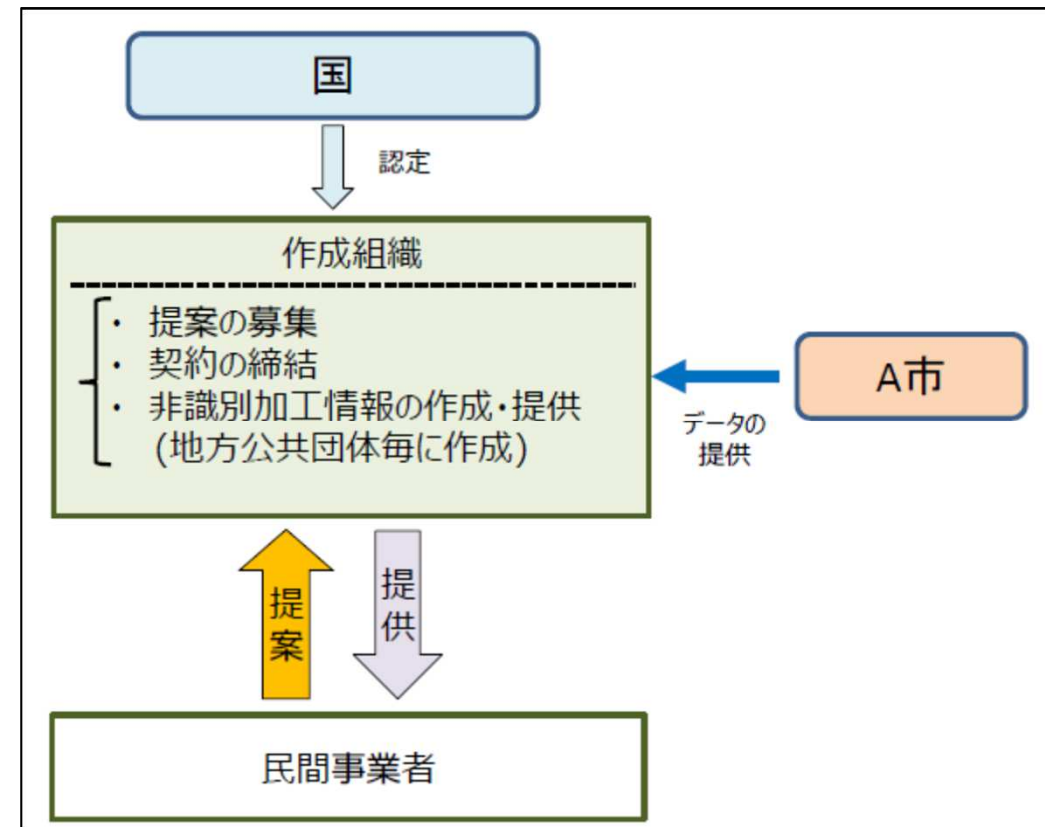 国
認定
作成組織
・ 提案の募集
・ 契約の締結
・ 非識別加工情報の作成・提供
(地方公共団体毎に作成)
A市
データの
提供
提案
提供
民間事業者